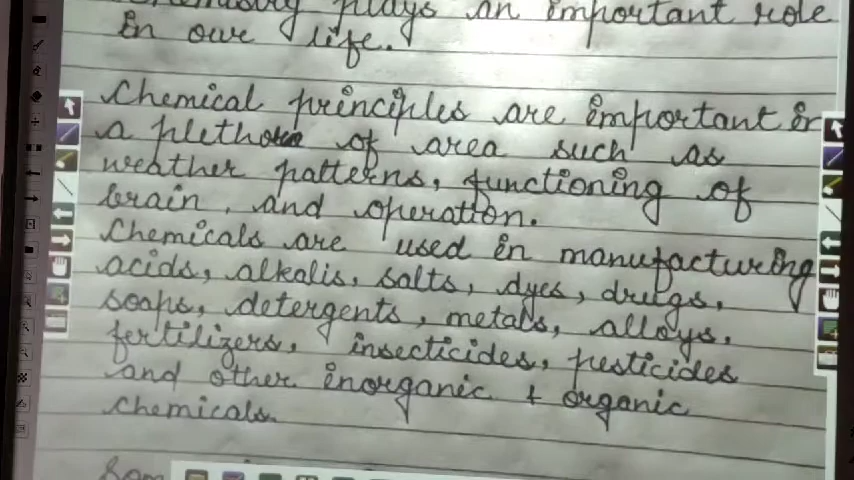 Chemistry plays an important role
in our life.
Chemical principles are important in
a plethora of area such as
weather patterns, functioning of
brain, and operation.
Chemicals are used in manufacturing
acids, alkalis, salts, dyes, drugs,
soaps, detergents, metals, alloys,
fertilizers, insecticides, pesticides
and other inorganic + organic
chemicals.